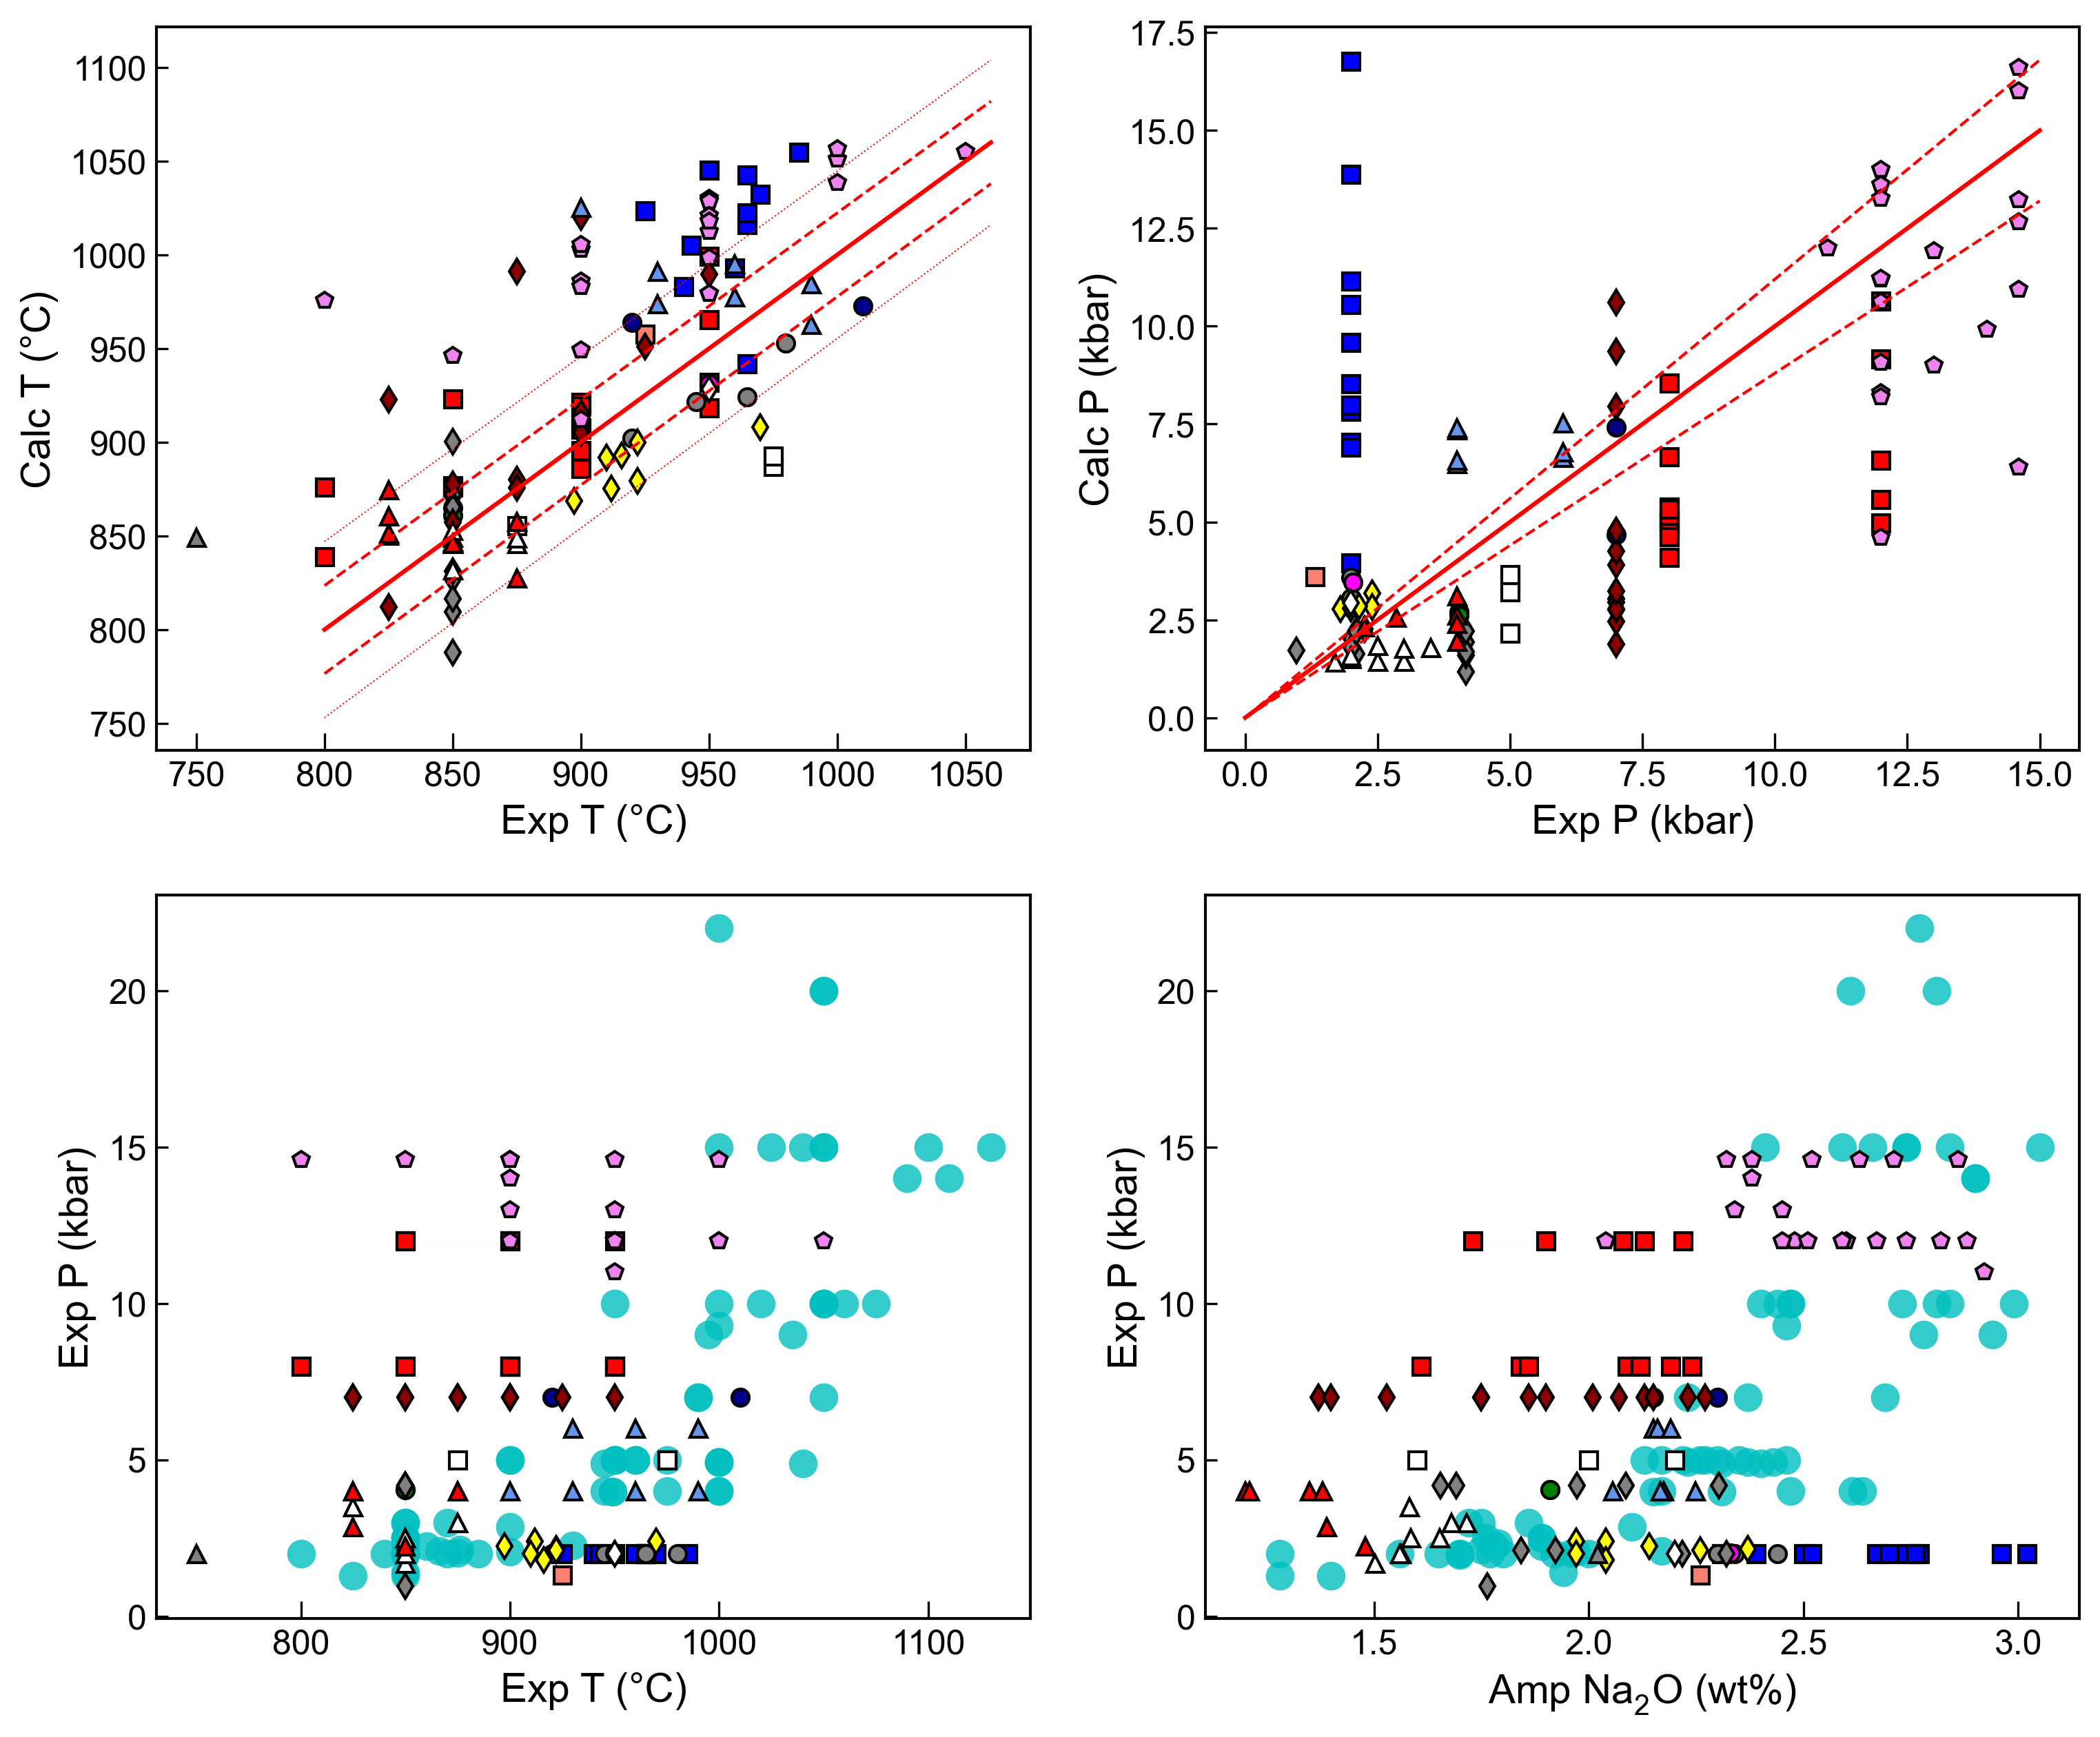 1100
1050
1000
950
900
850
800
750
Calc T (°C)
750 800 850 900 950 1000 1050
Exp T (°C)
17.5
15.0
12.5
10.0
7.5
5.0
2.5
0.0
Calc P (kbar)
0.0 2.5 5.0 7.5 10.0 12.5 15.0
Exp P (kbar)
20
15
10
5
0
Exp P (kbar)
800 900 1000 1100
Exp T (°C)
20
15
10
5
0
Exp P (kbar)
1.5 2.0 2.5 3.0
Amp Na₂O (wt%)